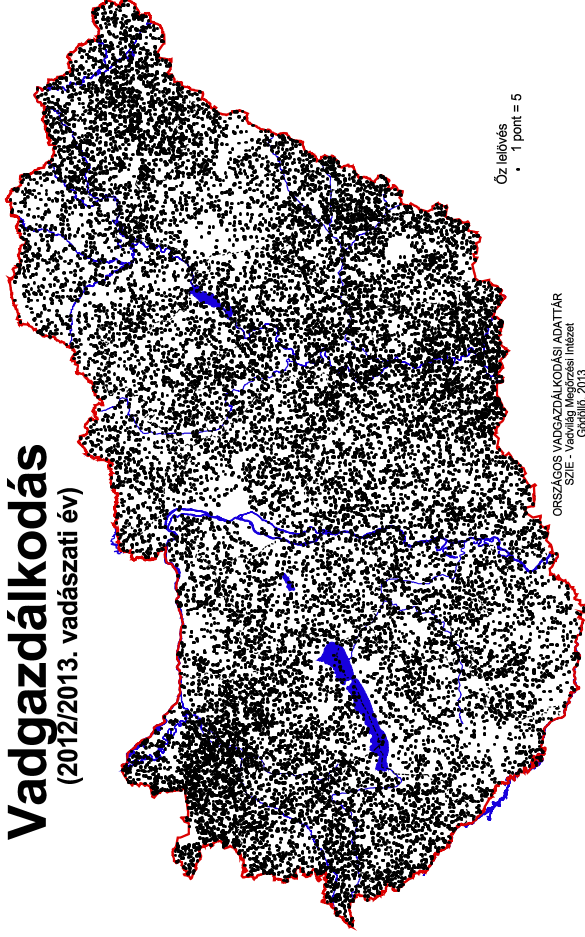 Vadgazdálkodás
(2012/2013. vadászati év)
Őz lelövés
• 1 pont = 5
ORSZÁGOS VADGAZDÁLKODÁSI ADATTÁR
SZIE - Vadvilág Megőrzési Intézet
Gödöllő, 2013